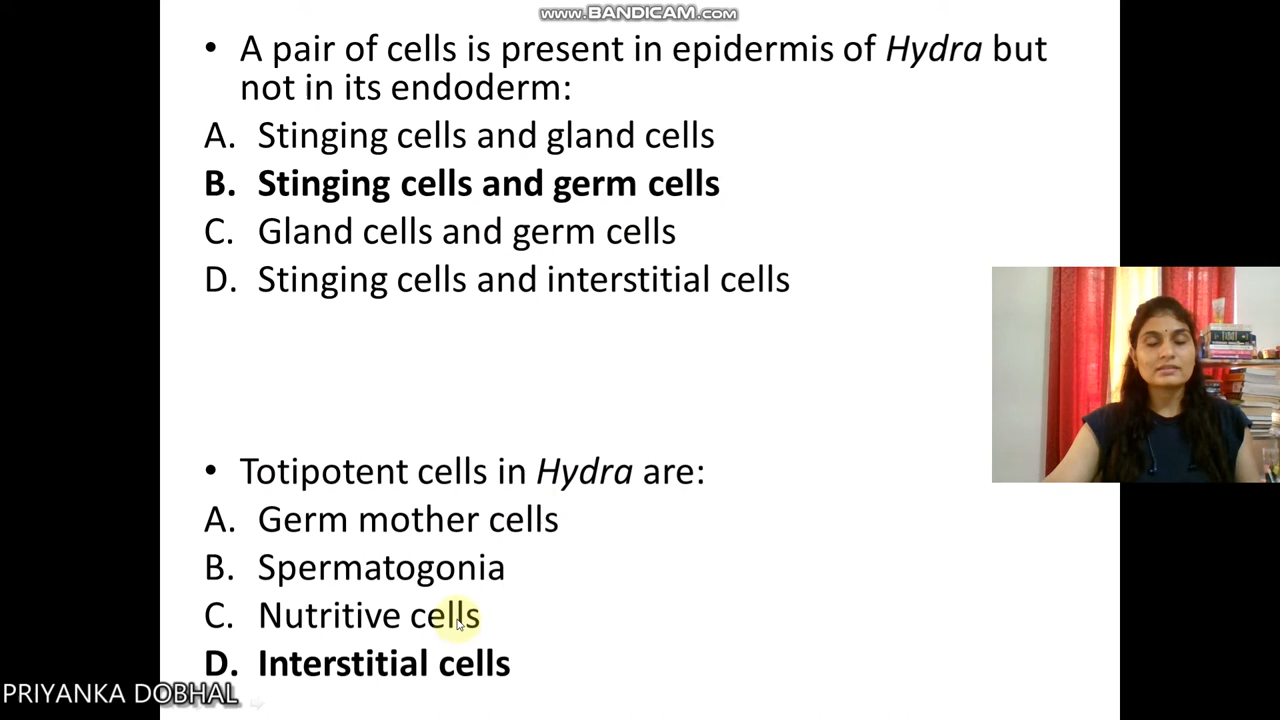 www.BANDICAM.com
• A pair of cells is present in epidermis of Hydra but
not in its endoderm:
A. Stinging cells and gland cells
B. Stinging cells and germ cells
C. Gland cells and germ cells
D. Stinging cells and interstitial cells
• Totipotent cells in Hydra are:
A. Germ mother cells
B. Spermatogonia
C. Nutritive cells
D. Interstitial cells
PRIYANKA DOBHAL